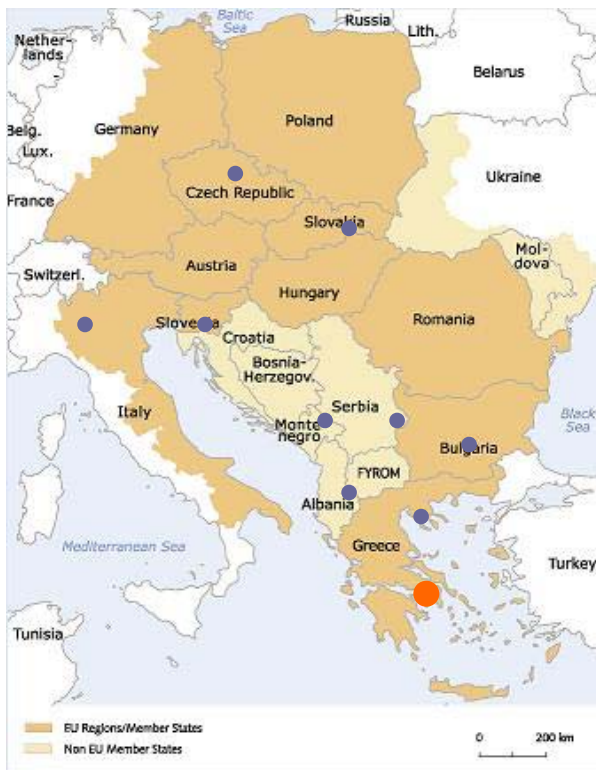 Baltic
Sea
Russia
Lith.
Nether-
lands
Belarus
Germany
Poland
Belg.
Lux.
Ukraine
Czech Republic
France
Slovakia
Mol-
dova
Switzerl.
Austria
Hungary
Romania
Slovenia
Croatia
Bosnia-
Herzegov.
Italy
Serbia
Black
Sea
Monte
negro
Bulgaria
FYROM
Albania
Mediterranean Sea
Greece
Turkey
Tunisia
EU Regions/Member States
Non EU Member States
0 200 km